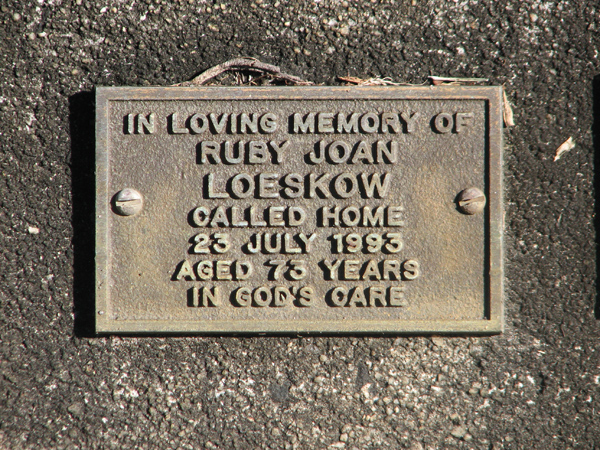 IN LOVING MEMORY OF
RUBY JOAN
LOESKOW
CALLED HOME
23 JULY 1993
AGED 73 YEARS
IN GOD'S CARE